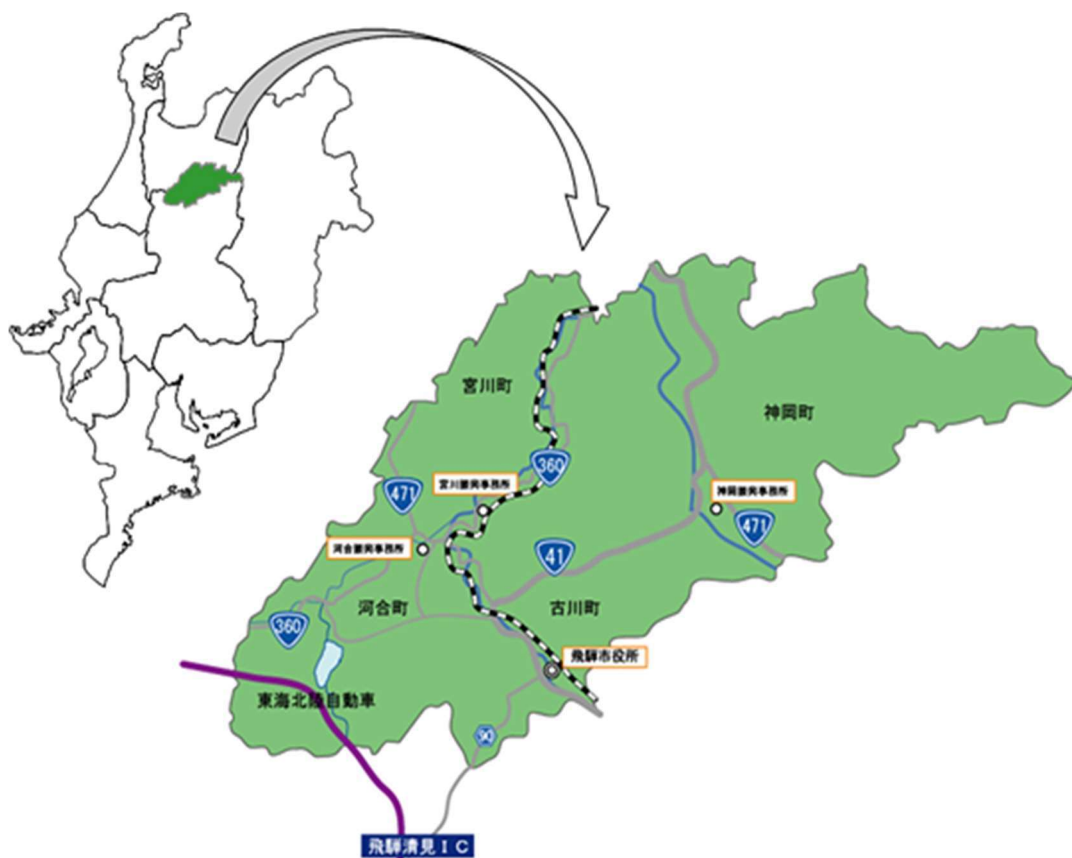 宮川町
神岡町
360
宮川振興事務所
471
神岡振興事務所
471
河合振興事務所
41
河合町
古川町
360
飛騨市役所
東海北陸自動車
90
飛騨清見IC